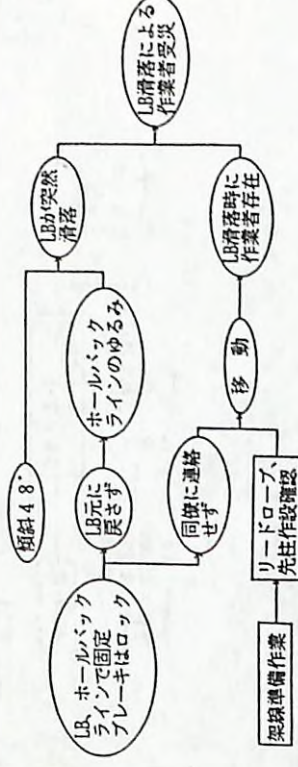 LB、ホールバック
ラインで固定
ブレーキはロック
傾斜48°
LB元に
戻さず
ホールバック
ラインのゆるみ
LBが突然
滑落
同僚に連絡
せず
架線準備作業
リードロープ、
先柱作設確認
移動
LB滑落時に
作業者存在
LB滑落による
作業者受災